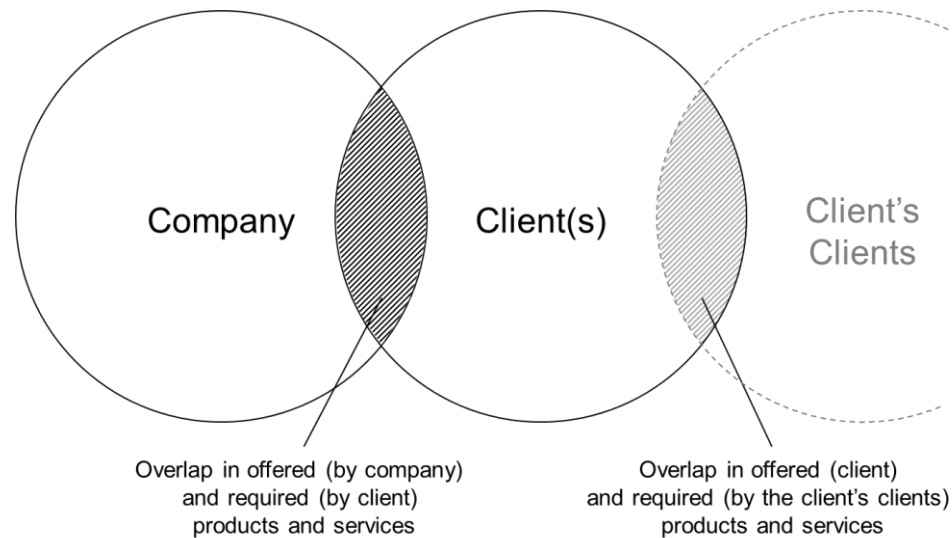 Company
Client(s)
Client's
Clients
Overlap in offered (by company)
and required (by client)
products and services
Overlap in offered (client)
and required (by the client's clients)
products and services